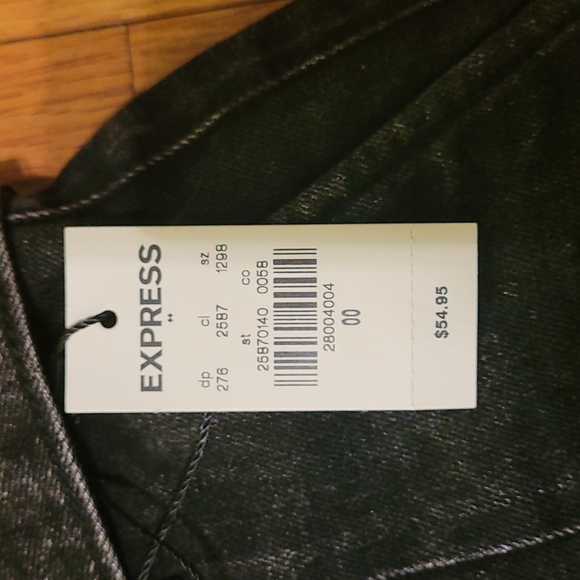 EXPRESS
dp cl sz
276 2587 1298
st co
25870140 0058
28004004
00
$54.95